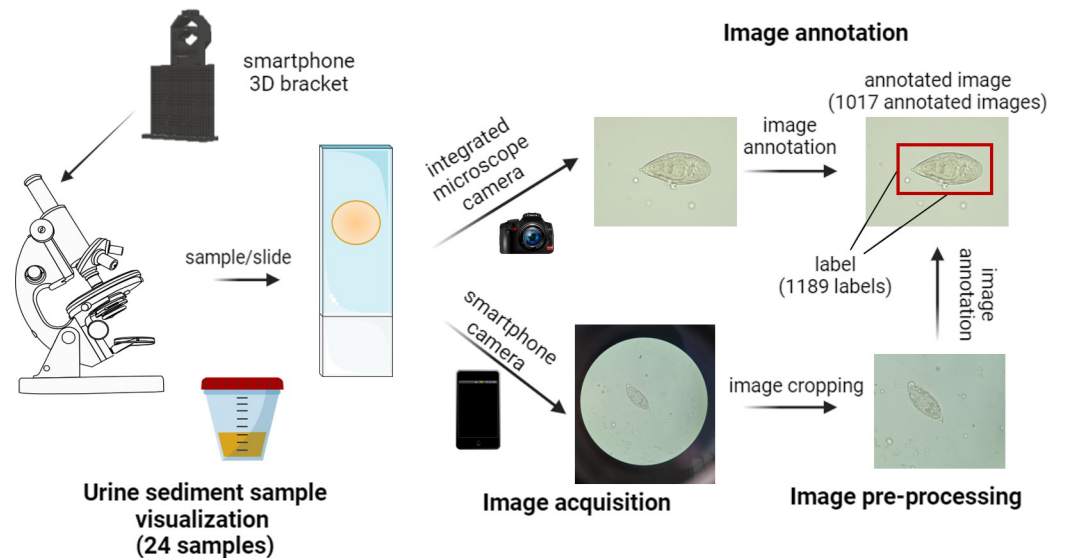 Image annotation
smartphone
3D bracket
annotated image
(1017 annotated images)
integrated
microscope
camera
image
annotation
sample/slide
label
(1189 labels)
image
annotation
smartphone
camera
image cropping
Urine sediment sample
visualization
(24 samples)
Image acquisition
Image pre-processing